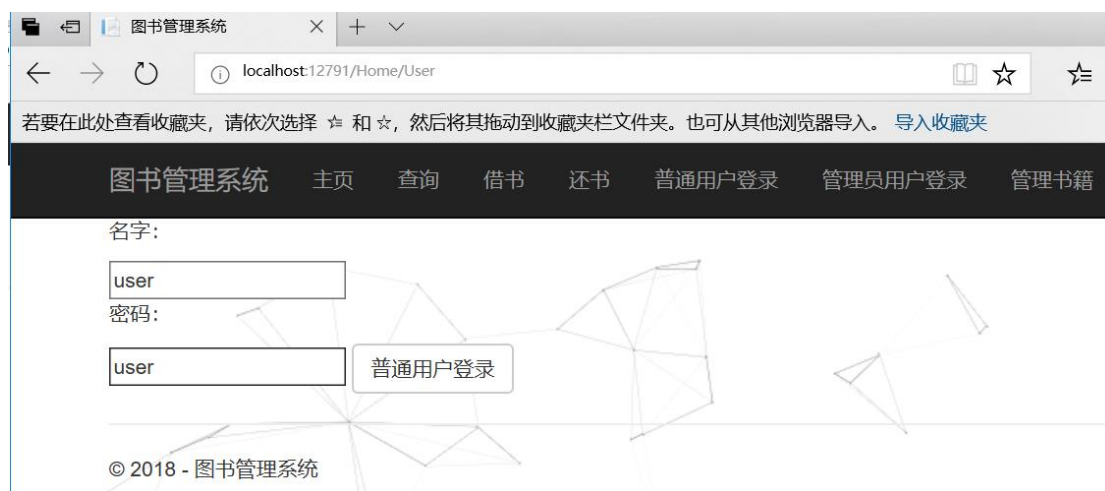 图书管理系统
localhost:12791/Home/User
若要在此处查看收藏夹，请依次选择 和 ，然后将其拖动到收藏夹栏文件夹。也可从其他浏览器导入。 导入收藏夹
图书管理系统 主页 查询 借书 还书 普通用户登录 管理员用户登录 管理书籍
名字：
user
密码：
user 普通用户登录
© 2018 - 图书管理系统